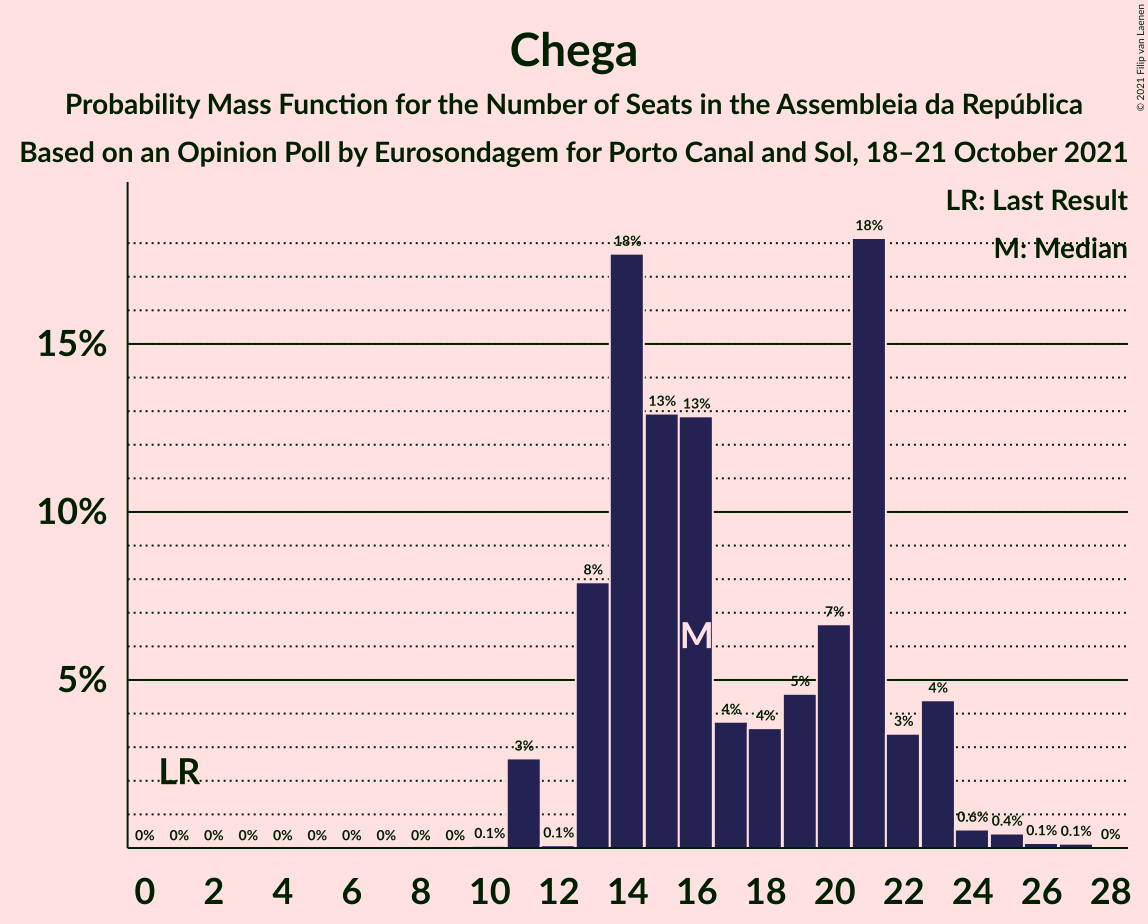 Chega
Probability Mass Function for the Number of Seats in the Assembleia da República
Based on an Opinion Poll by Eurosondagem for Porto Canal and Sol, 18–21 October 2021
© 2021 Filip van Laenen
LR: Last Result
M: Median
15%
10%
5%
0% 0% 0% 0% 0% 0% 0% 0% 0% 0% 0.1% 3% 0.1% 8% 18% 13% 13% 4% 4% 5% 7% 18% 3% 4% 0.6% 0.4% 0.1% 0.1% 0%
LR
M
0 2 4 6 8 10 12 14 16 18 20 22 24 26 28